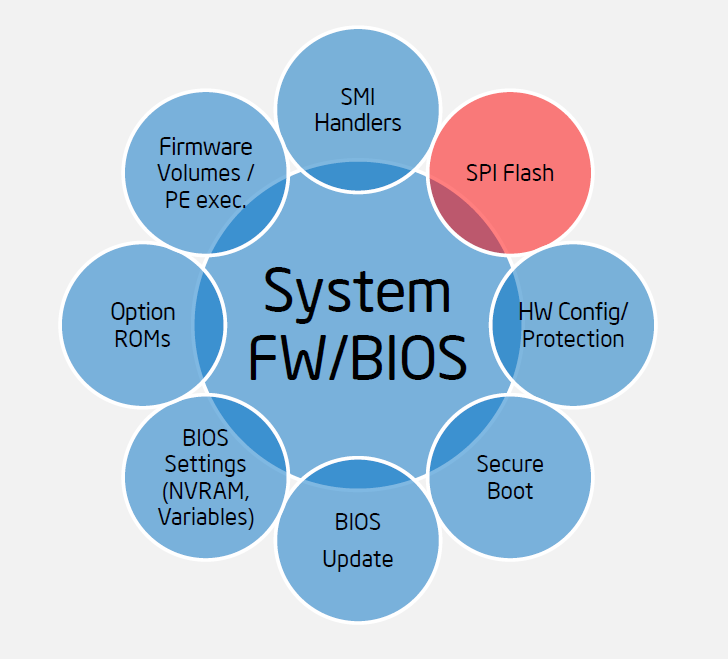 SMI
Handlers
SPI Flash
HW Config/
Protection
Secure
Boot
BIOS
Update
BIOS
Settings
(NVRAM,
Variables)
Option
ROMs
Firmware
Volumes /
PE exec.
System
FW/BIOS